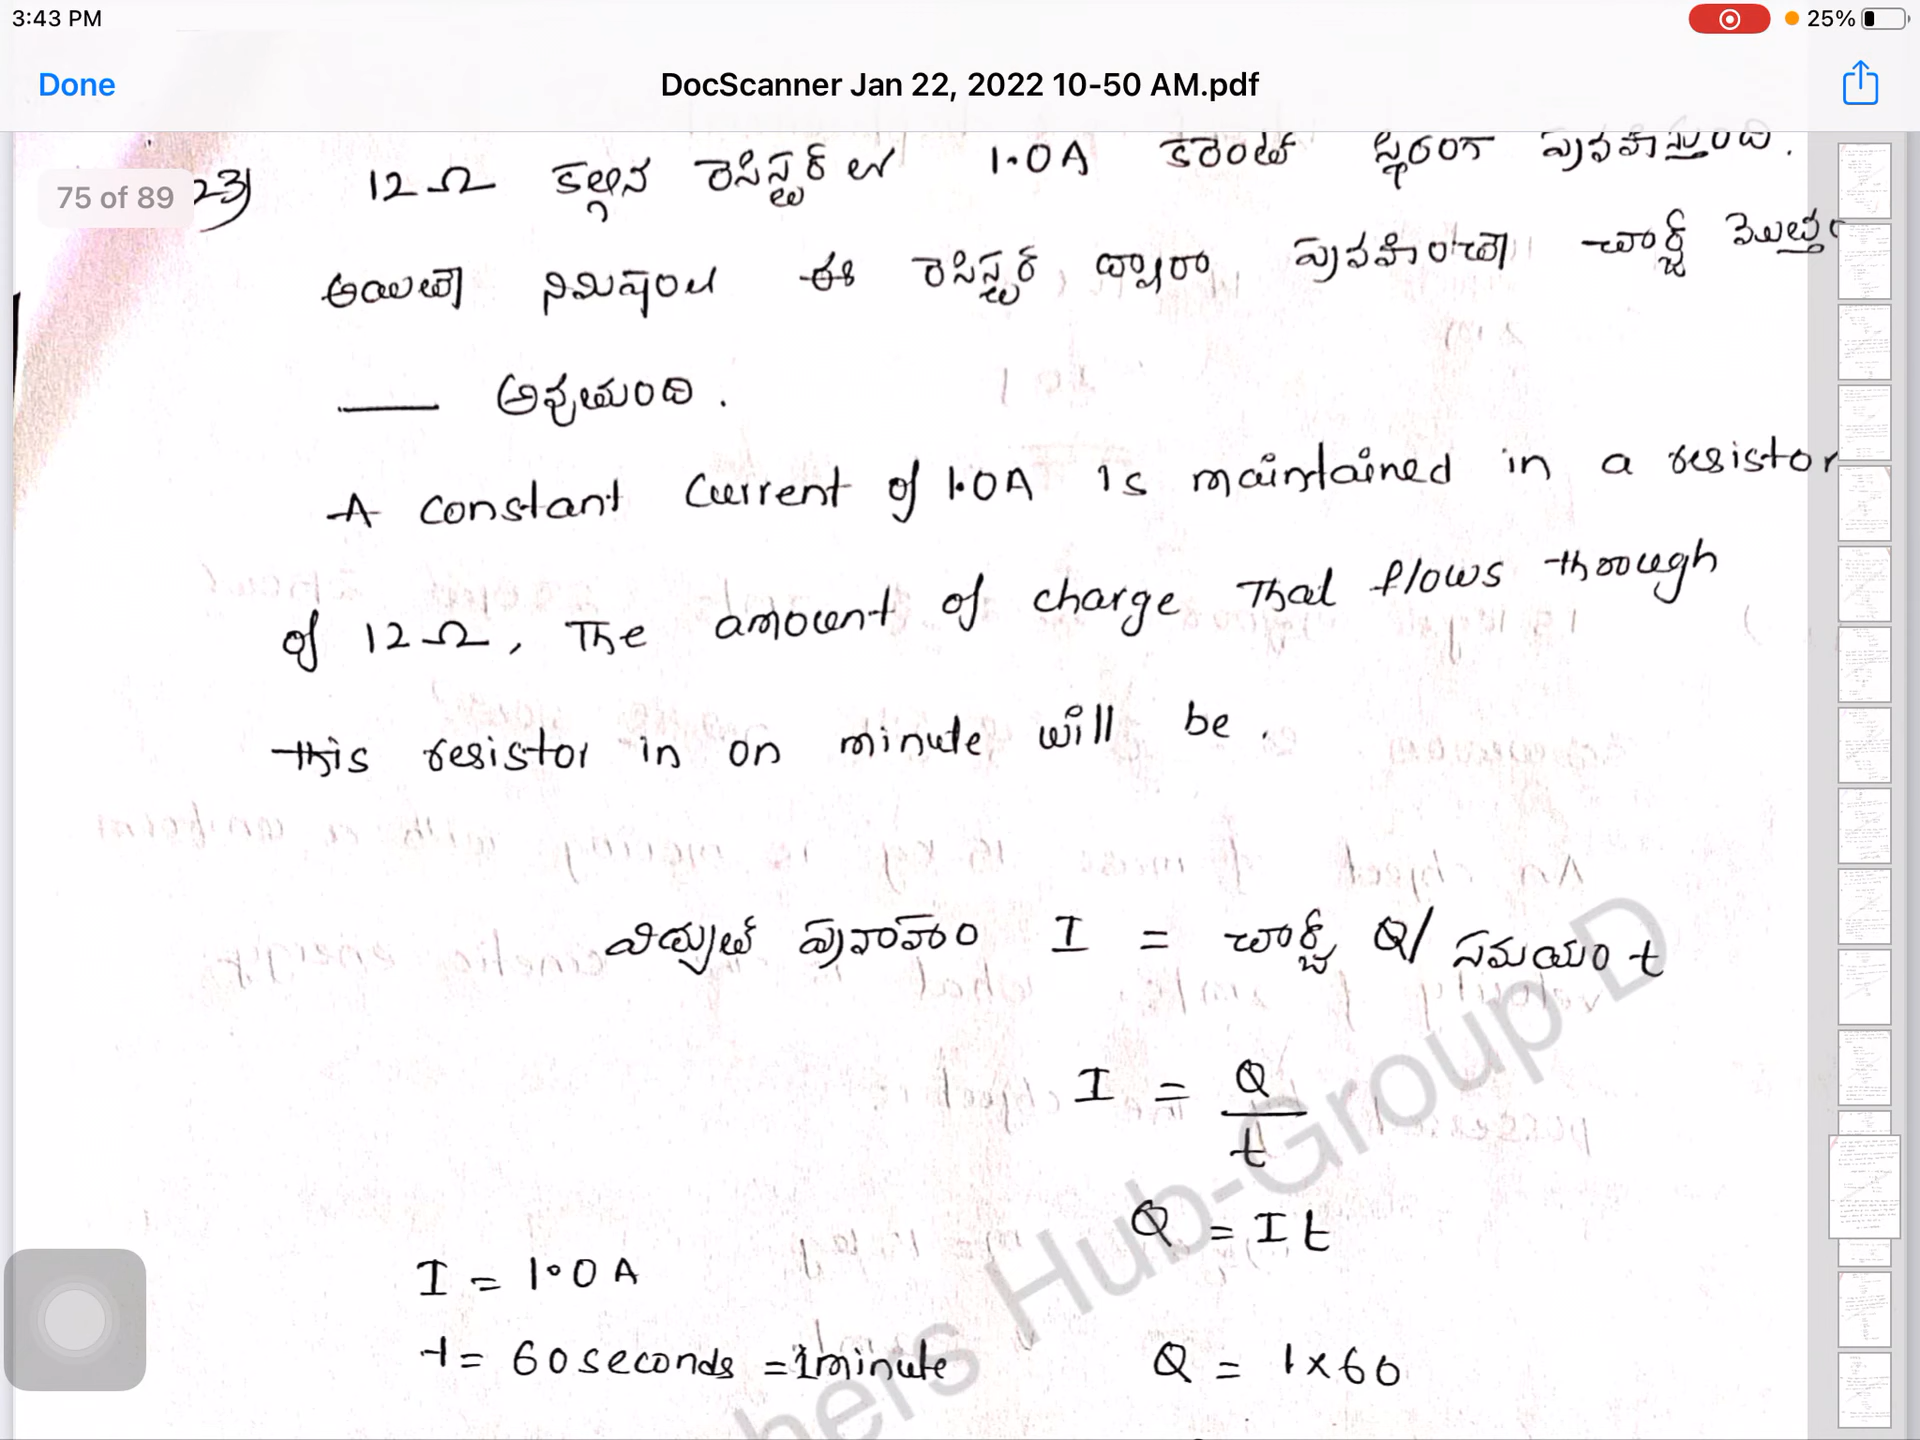 3:43 PM
25%
Done
DocScanner Jan 22, 2022 10-50 AM.pdf
75 of 89
23) 12Ω కల్గిన రెసిస్టర్ లో 1.0A కరెంట్ స్థిరంగా ప్రవహిస్తుంది.
అయితే నిమిషంలో ఈ రెసిస్టర్ ద్వారా ప్రవహించే చార్జ్ మొత్తం
—— అవుతుంది.
A constant current of 1.0A is maintained in a resistor
of 12Ω, The amount of charge That flows through
this resistor in on minute will be.
విద్యుత్ ప్రవాహం I = చార్జ్ Q/ సమయం t
I = Q
t
Q = It
I = 1.0 A
t = 60 seconds = 1 minute Q = 1 x 60
hers Hub-Group D